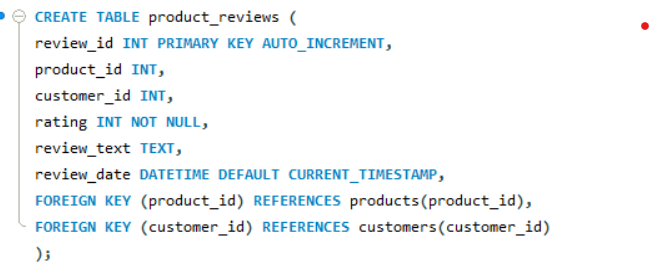 CREATE TABLE product_reviews (
review_id INT PRIMARY KEY AUTO_INCREMENT,
product_id INT,
customer_id INT,
rating INT NOT NULL,
review_text TEXT,
review_date DATETIME DEFAULT CURRENT_TIMESTAMP,
FOREIGN KEY (product_id) REFERENCES products(product_id),
FOREIGN KEY (customer_id) REFERENCES customers(customer_id)
);